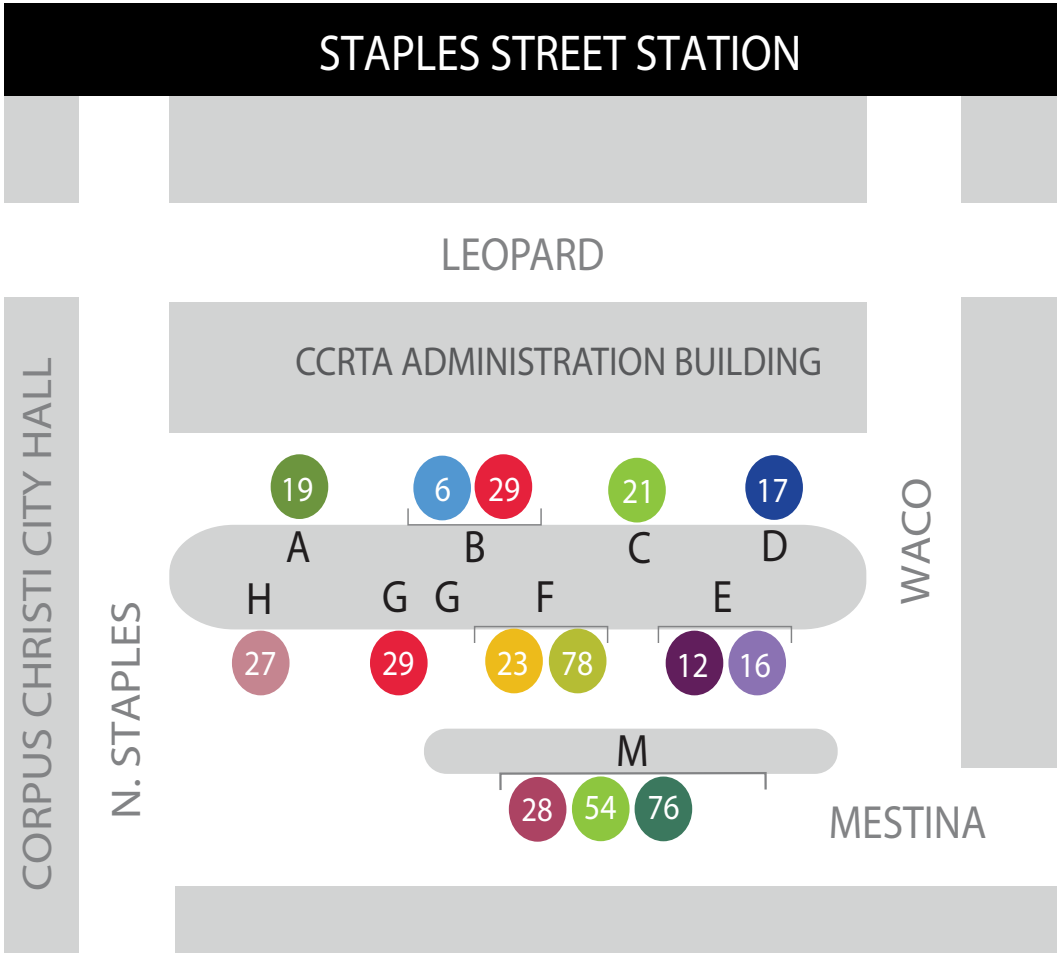 STAPLES STREET STATION
LEOPARD
CCRTA ADMINISTRATION BUILDING
CORPUS CHRISTI CITY HALL
N. STAPLES
WACO
19 6 29 21 17
A B C D
H G G F E
27 29 23 78 12 16
M
28 54 76
MESTINA